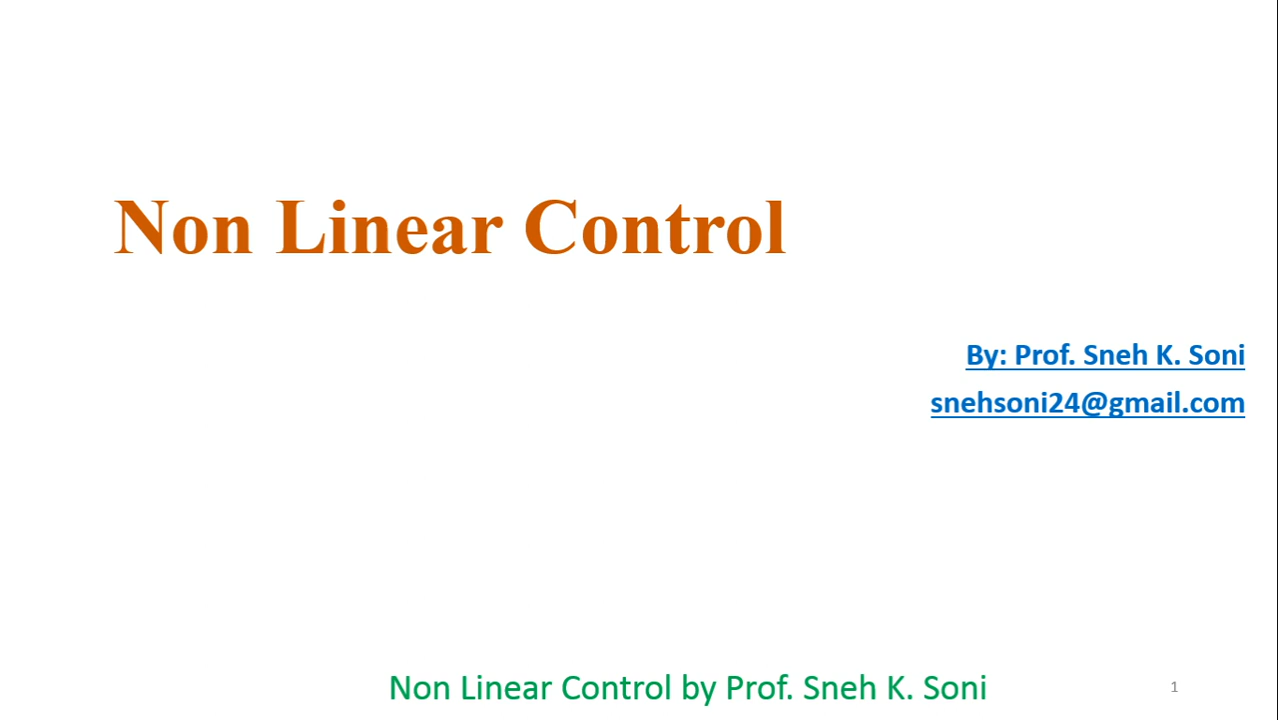 Non Linear Control
By: Prof. Sneh K. Soni
snehsoni24@gmail.com
Non Linear Control by Prof. Sneh K. Soni
1